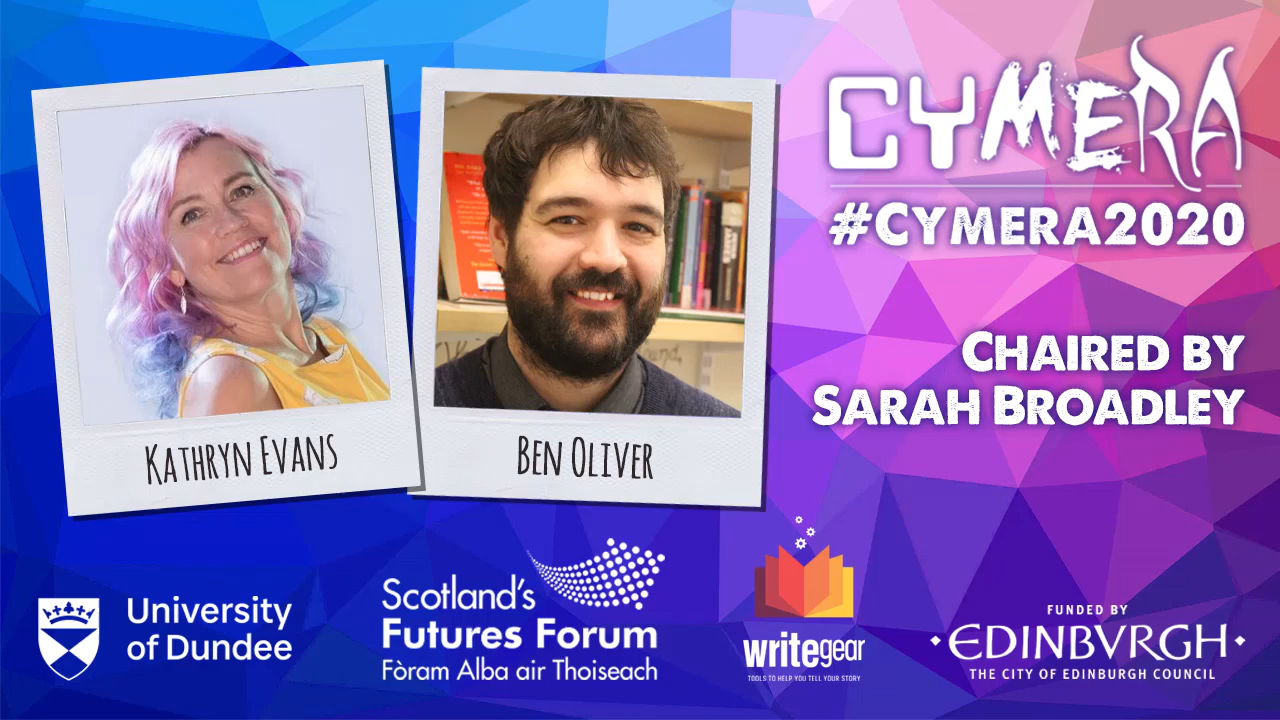 CYMERA
#CYMERA2020
CHAIRED BY
SARAH BROADLEY
KATHRYN EVANS
BEN OLIVER
University
of Dundee
Scotland's
Futures Forum
Fòram Alba air Thoiseach
writegear
TOOLS TO HELP YOU TELL YOUR STORY
FUNDED BY
·EDINBVRGH·
THE CITY OF EDINBURGH COUNCIL